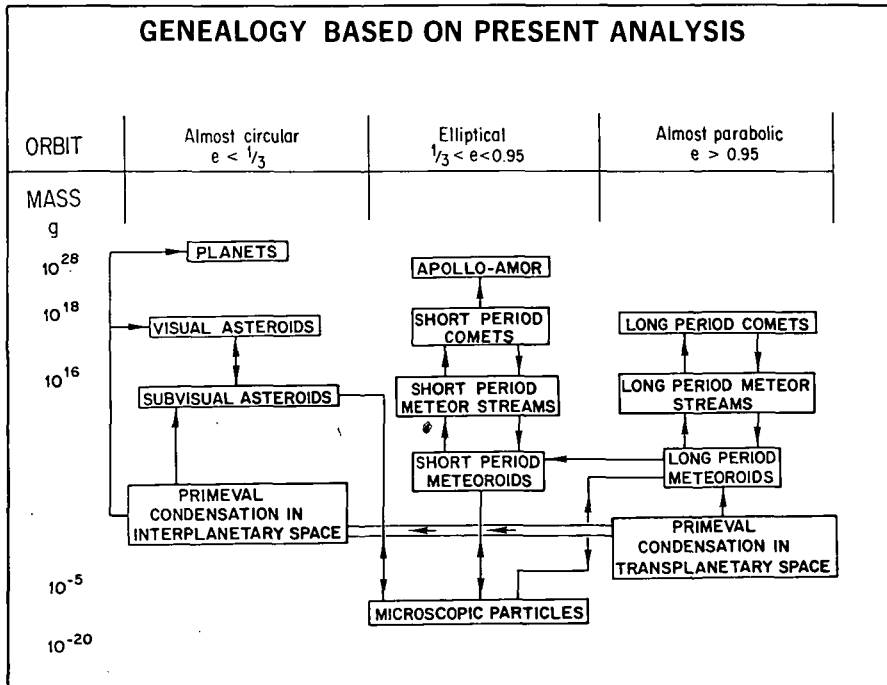 GENEALOGY BASED ON PRESENT ANALYSIS
ORBIT
Almost circular
e < 1/3
Elliptical
1/3 < e < 0.95
Almost parabolic
e > 0.95
MASS
g
10^28
10^18
10^16
10^-5
10^-20
PLANETS
VISUAL ASTEROIDS
SUBVISUAL ASTEROIDS
PRIMEVAL
CONDENSATION IN
INTERPLANETARY SPACE
APOLLO-AMOR
SHORT PERIOD
COMETS
SHORT PERIOD
METEOR STREAMS
SHORT PERIOD
METEOROIDS
LONG PERIOD COMETS
LONG PERIOD METEOR
STREAMS
LONG PERIOD
METEOROIDS
PRIMEVAL
CONDENSATION IN
TRANSPLANETARY SPACE
MICROSCOPIC PARTICLES